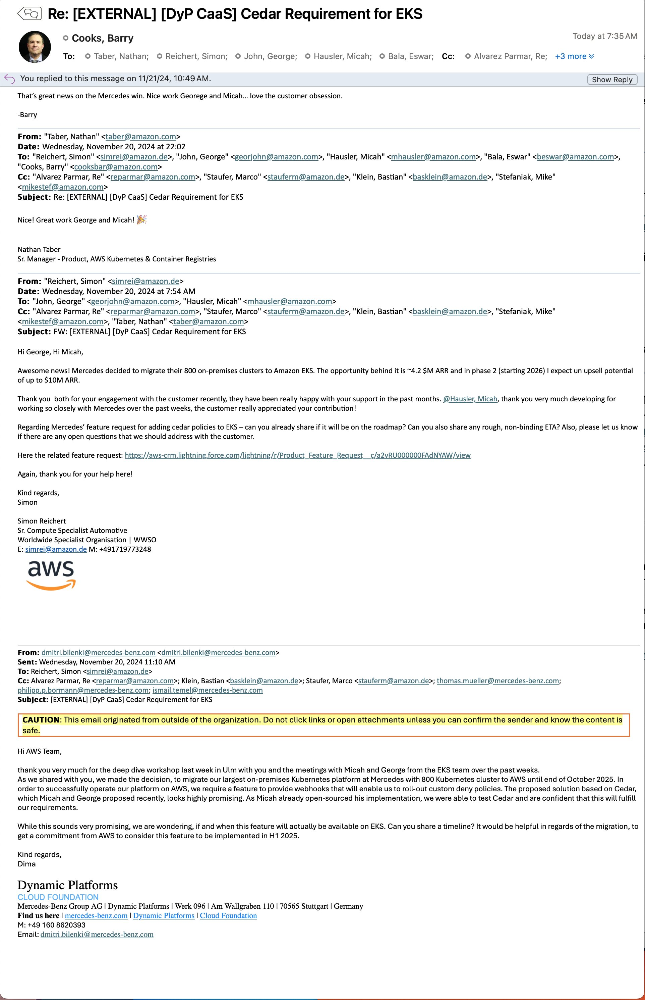 Re: [EXTERNAL] [DyP CaaS] Cedar Requirement for EKS
Cooks, Barry
Today at 7:35 AM
To: Taber, Nathan; Reichert, Simon; John, George; Hausler, Micah; Bala, Eswar; Cc: Alvarez Parmar, Re; +3 more
You replied to this message on 11/21/24, 10:49 AM.
Show Reply
That's great news on the Mercedes win. Nice work Georege and Micah... love the customer obsession.
-Barry
From: "Taber, Nathan" <taber@amazon.com>
Date: Wednesday, November 20, 2024 at 22:02
To: "Reichert, Simon" <simrei@amazon.de>, "John, George" <georjohn@amazon.com>, "Hausler, Micah" <mhausler@amazon.com>, "Bala, Eswar" <beswar@amazon.com>,
"Cooks, Barry" <cooksbar@amazon.com>
Cc: "Alvarez Parmar, Re" <reparmar@amazon.com>, "Staufer, Marco" <stauferm@amazon.de>, "Klein, Bastian" <basklein@amazon.de>, "Stefaniak, Mike"
<mikestef@amazon.com>
Subject: Re: [EXTERNAL] [DyP CaaS] Cedar Requirement for EKS
Nice! Great work George and Micah! 🎉
Nathan Taber
Sr. Manager - Product, AWS Kubernetes & Container Registries
From: "Reichert, Simon" <simrei@amazon.de>
Date: Wednesday, November 20, 2024 at 7:54 AM
To: "John, George" <georjohn@amazon.com>, "Hausler, Micah" <mhausler@amazon.com>
Cc: "Alvarez Parmar, Re" <reparmar@amazon.com>, "Staufer, Marco" <stauferm@amazon.de>, "Klein, Bastian" <basklein@amazon.de>, "Stefaniak, Mike"
<mikestef@amazon.com>, "Taber, Nathan" <taber@amazon.com>
Subject: FW: [EXTERNAL] [DyP CaaS] Cedar Requirement for EKS
Hi George, Hi Micah,
Awesome news! Mercedes decided to migrate their 800 on-premises clusters to Amazon EKS. The opportunity behind it is ~4.2 $M ARR and in phase 2 (starting 2026) I expect un upsell potential
of up to $10M ARR.
Thank you  both for your engagement with the customer recently, they have been really happy with your support in the past months. @Hausler, Micah, thank you very much developing for
working so closely with Mercedes over the past weeks, the customer really appreciated your contribution!
Regarding Mercedes' feature request for adding cedar policies to EKS – can you already share if it will be on the roadmap? Can you also share any rough, non-binding ETA? Also, please let us know
if there are any open questions that we should address with the customer.
Here the related feature request: https://aws-crm.lightning.force.com/lightning/r/Product_Feature_Request__c/a2vRU000000FAdNYAW/view
Again, thank you for your help here!
Kind regards,
Simon
Simon Reichert
Sr. Compute Specialist Automotive
Worldwide Specialist Organisation | WWSO
E: simrei@amazon.de M: +491719773248
aws
From: dmitri.bilenki@mercedes-benz.com <dmitri.bilenki@mercedes-benz.com>
Sent: Wednesday, November 20, 2024 11:10 AM
To: Reichert, Simon <simrei@amazon.de>
Cc: Alvarez Parmar, Re <reparmar@amazon.com>; Klein, Bastian <basklein@amazon.de>; Staufer, Marco <stauferm@amazon.de>; thomas.mueller@mercedes-benz.com;
philipp.p.bormann@mercedes-benz.com; ismail.temel@mercedes-benz.com
Subject: [EXTERNAL] [DyP CaaS] Cedar Requirement for EKS
CAUTION: This email originated from outside of the organization. Do not click links or open attachments unless you can confirm the sender and know the content is
safe.
Hi AWS Team,
thank you very much for the deep dive workshop last week in Ulm with you and the meetings with Micah and George from the EKS team over the past weeks.
As we shared with you, we made the decision, to migrate our largest on-premises Kubernetes platform at Mercedes with 800 Kubernetes cluster to AWS until end of October 2025. In
order to successfully operate our platform on AWS, we require a feature to provide webhooks that will enable us to roll-out custom deny policies. The proposed solution based on Cedar,
which Micah and George proposed recently, looks highly promising. As Micah already open-sourced his implementation, we were able to test Cedar and are confident that this will fulfill
our requirements.
While this sounds very promising, we are wondering, if and when this feature will actually be available on EKS. Can you share a timeline? It would be helpful in regards of the migration, to
get a commitment from AWS to consider this feature to be implemented in H1 2025.
Kind regards,
Dima
Dynamic Platforms
CLOUD FOUNDATION
Mercedes-Benz Group AG | Dynamic Platforms | Werk 096 | Am Wallgraben 110 | 70565 Stuttgart | Germany
Find us here | mercedes-benz.com | Dynamic Platforms | Cloud Foundation
M: +49 160 8620393
Email: dmitri.bilenki@mercedes-benz.com